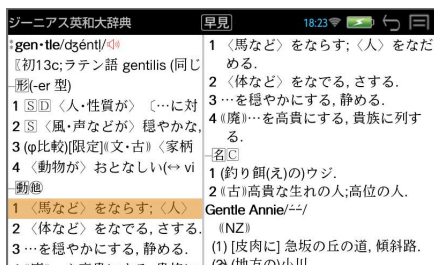 ジーニアス英和大辞典
早見
18:23
gen・tle/dʒéntl/
〖初13c;ラテン語 gentilis (同じ
―形(-er 型)
1 🅂🄳〈人・性質が〉〔…に対
2 🅂〈風・声などが〉穏やかな,
3 (φ比較)[限定]⦅文・古⦆〈家柄
4 〈動物が〉おとなしい(↔ vi
―動他
1 〈馬など〉をならす;〈人〉
2 〈体など〉をなでる, さする.
3 …を穏やかにする, 静める.
1 〈馬など〉をならす;〈人〉をなだ
める.
2 〈体など〉をなでる, さする.
3 …を穏やかにする, 静める.
4 ⦅廃⦆…を高貴にする, 貴族に列す
る.
―名🄲
1 (釣り餌(え)の)ウジ.
2 ⦅古⦆高貴な生れの人;高位の人.
Gentle Annie/
⦅NZ⦆
(1) [皮肉に] 急坂の丘の道, 傾斜路.
(2) (地方の)小川